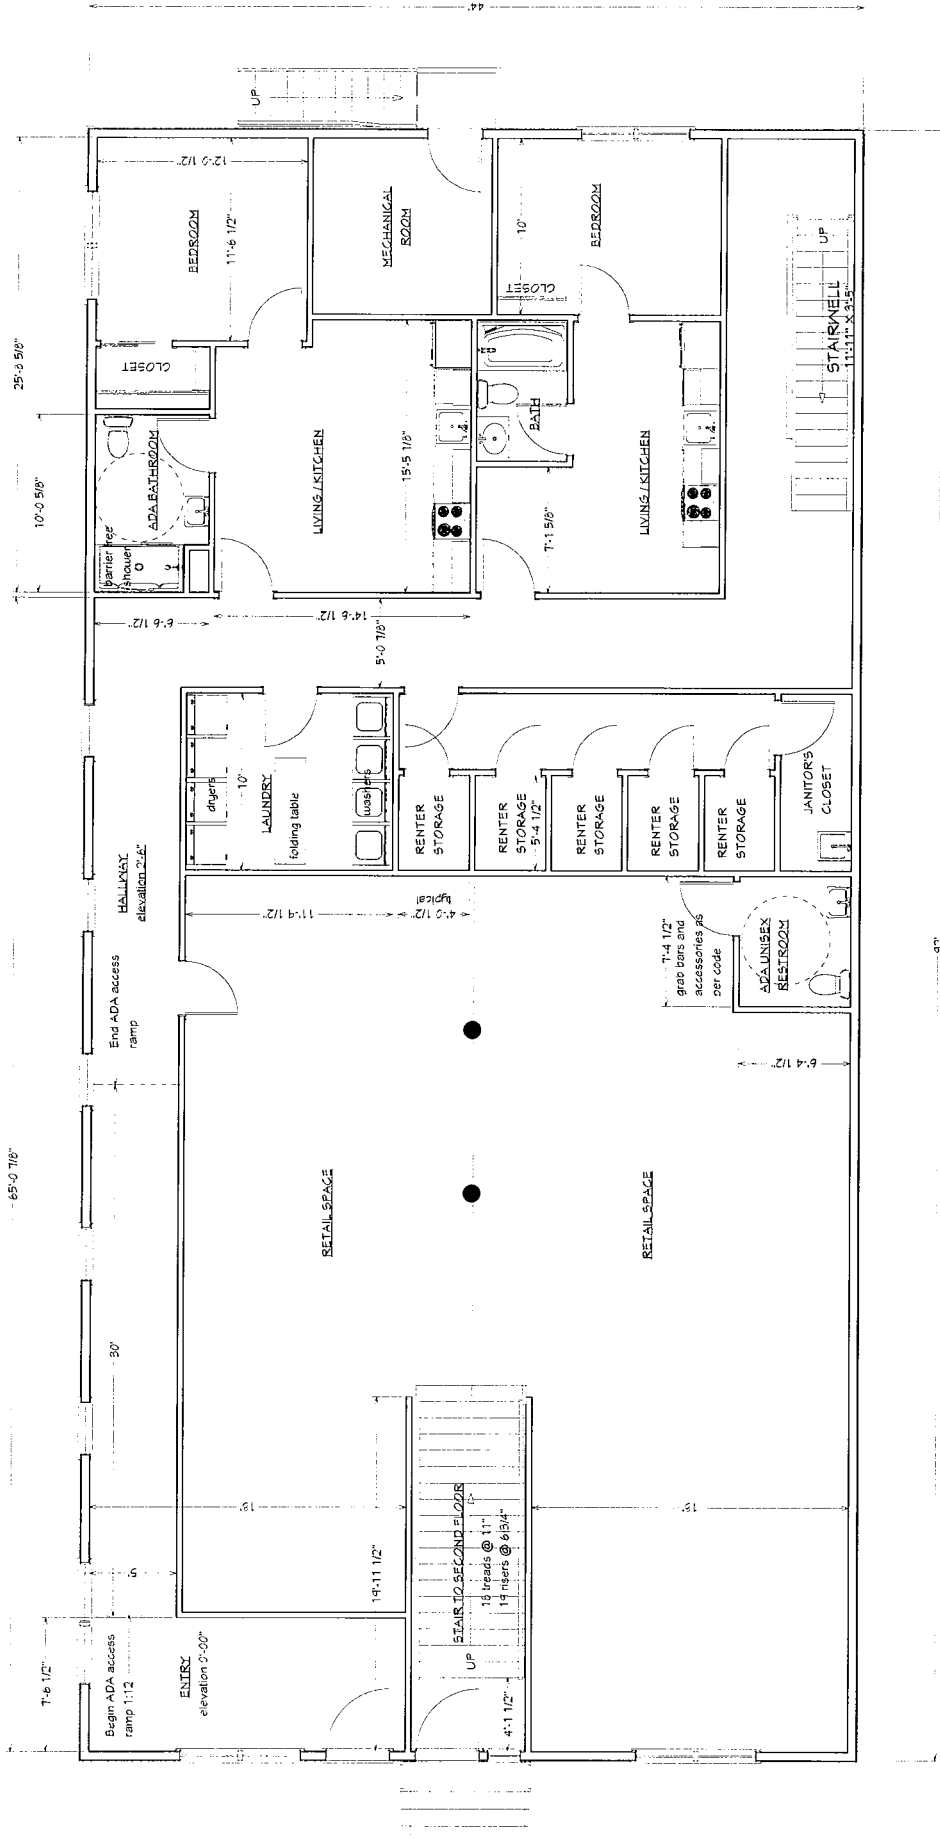 44'
UP
12'-0 1/2"
BEDROOM
11'-6 1/2"
MECHANICAL
ROOM
10'
BEDROOM
CLOSET
UP
STAIRWELL
11'-11" X 3'-5"
25'-8 5/8"
CLOSET
10'-0 5/8"
ADA BATHROOM
barrier free
shower
LIVING / KITCHEN
15'-5 1/8"
BATH
7'-1 5/8"
LIVING / KITCHEN
6'-6 1/2"
14'-6 1/2"
5'-0 7/8"
dryers
10'
LAUNDRY
folding table
washers
RENTER
STORAGE
RENTER
STORAGE
5'-4 1/2"
RENTER
STORAGE
RENTER
STORAGE
RENTER
STORAGE
JANITOR'S
CLOSET
HALLWAY
elevation 2'-6"
11'-9 1/2"
4'-0 1/2"
typical
7'-4 1/2"
grab bars and
accessories as
per code
ADA UNISEX
RESTROOM
End ADA access
ramp
6'-4 1/2"
92'
65'-0 7/8"
RETAIL SPACE
RETAIL SPACE
30'
18'
19'-11 1/2"
STAIR TO SECOND FLOOR
18 treads @ 11"
19 risers @ 6 3/4"
18'
5'
7'-6 1/2"
Begin ADA access
ramp 1:12
ENTRY
elevation 0'-00"
UP
4'-1 1/2"